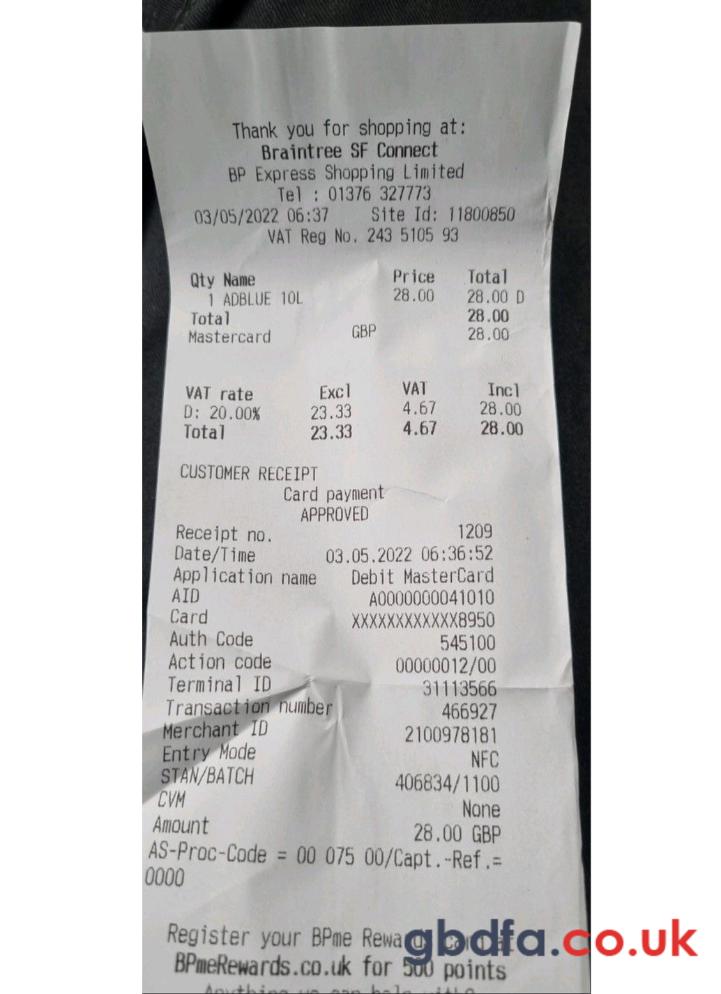 Thank you for shopping at:
Braintree SF Connect
BP Express Shopping Limited
Tel : 01376 327773
03/05/2022 06:37 Site Id: 11800850
VAT Reg No. 243 5105 93
Qty Name Price Total
1 ADBLUE 10L 28.00 28.00 D
Total 28.00
Mastercard GBP 28.00
VAT rate Excl VAT Incl
D: 20.00% 23.33 4.67 28.00
Total 23.33 4.67 28.00
CUSTOMER RECEIPT
Card payment
APPROVED
Receipt no. 1209
Date/Time 03.05.2022 06:36:52
Application name Debit MasterCard
AID A0000000041010
Card XXXXXXXXXXXX8950
Auth Code 545100
Action code 00000012/00
Terminal ID 31113566
Transaction number 466927
Merchant ID 2100978181
Entry Mode NFC
STAN/BATCH 406834/1100
CVM None
Amount 28.00 GBP
AS-Proc-Code = 00 075 00/Capt.-Ref.=
0000
Register your BPme Rewards
gbdfa.co.uk
BPmeRewards.co.uk for 500 points